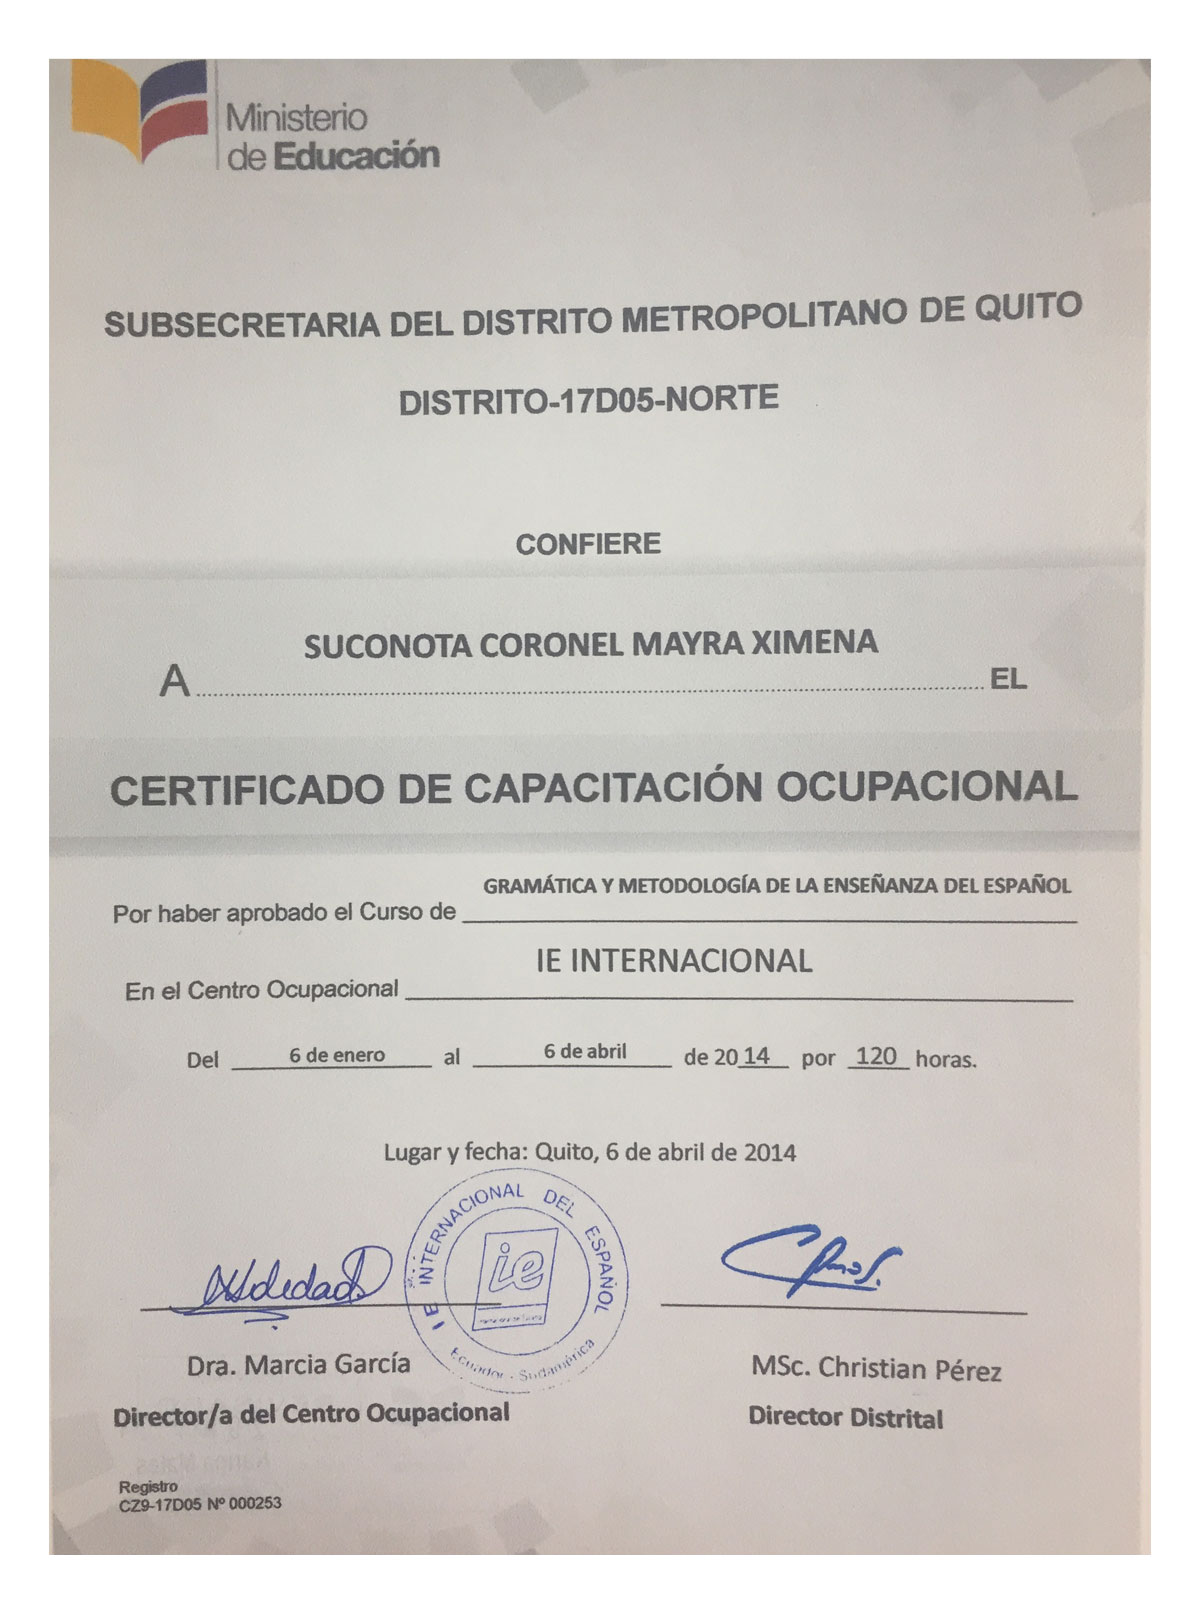 Ministerio
de Educación
SUBSECRETARIA DEL DISTRITO METROPOLITANO DE QUITO
DISTRITO-17D05-NORTE
CONFIERE
SUCONOTA CORONEL MAYRA XIMENA
A EL
CERTIFICADO DE CAPACITACIÓN OCUPACIONAL
GRAMÁTICA Y METODOLOGÍA DE LA ENSEÑANZA DEL ESPAÑOL
Por haber aprobado el Curso de
IE INTERNACIONAL
En el Centro Ocupacional
Del 6 de enero al 6 de abril de 2014 por 120 horas.
Lugar y fecha: Quito, 6 de abril de 2014
IE INTERNACIONAL DEL ESPAÑOL
ie
Ecuador - Sudamérica
Dra. Marcia García
MSc. Christian Pérez
Director/a del Centro Ocupacional
Director Distrital
Registro
CZ9-17D05 Nº 000253